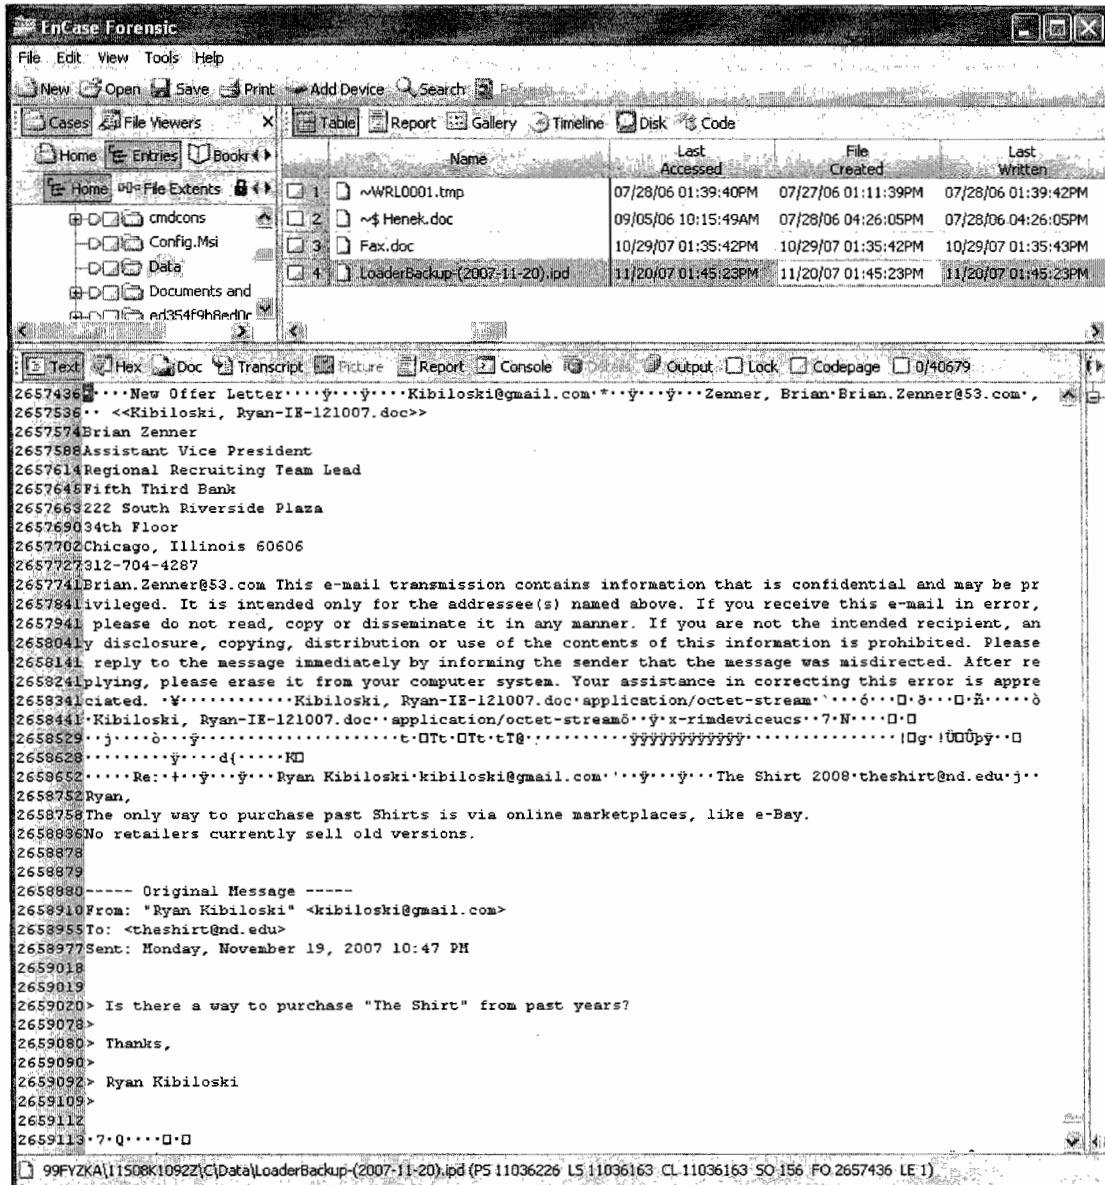 EnCase Forensic
File Edit View Tools Help
New Open Save Print Add Device Search Refresh
Cases File Viewers Table Report Gallery Timeline Disk Code
Home Entries Bookr
Home File Extents
Name Last Accessed File Created Last Written
1 ~WRL0001.tmp 07/28/06 01:39:40PM 07/27/06 01:11:39PM 07/28/06 01:39:42PM
2 ~$ Henek.doc 09/05/06 10:15:49AM 07/28/06 04:26:05PM 07/28/06 04:26:05PM
3 Fax.doc 10/29/07 01:35:42PM 10/29/07 01:35:42PM 10/29/07 01:35:43PM
4 LoaderBackup-(2007-11-20).ipd 11/20/07 01:45:23PM 11/20/07 01:45:23PM 11/20/07 01:45:23PM
cmdcons
Config.Msi
Data
Documents and
ed354f9b8ed0c
Text Hex Doc Transcript Picture Report Console Details Output Lock Codepage 0/40679
2657436 ····New Offer Letter····ÿ···ÿ····Kibiloski@gmail.com·*··ÿ···ÿ···Zenner, Brian·Brian.Zenner@53.com·,
2657536·· <<Kibiloski, Ryan-IE-121007.doc>>
2657574Brian Zenner
2657588Assistant Vice President
2657614Regional Recruiting Team Lead
2657645Fifth Third Bank
2657663222 South Riverside Plaza
265769034th Floor
2657702Chicago, Illinois 60606
2657727312-704-4287
2657741Brian.Zenner@53.com This e-mail transmission contains information that is confidential and may be pr
2657841ivileged. It is intended only for the addressee(s) named above. If you receive this e-mail in error,
2657941 please do not read, copy or disseminate it in any manner. If you are not the intended recipient, an
2658041y disclosure, copying, distribution or use of the contents of this information is prohibited. Please
2658141 reply to the message immediately by informing the sender that the message was misdirected. After re
2658241plying, please erase it from your computer system. Your assistance in correcting this error is appre
2658341ciated. ·¥············Kibiloski, Ryan-IE-121007.doc·application/octet-stream·`···ó···□·ð···□·ñ·····ò
2658441·Kibiloski, Ryan-IE-121007.doc··application/octet-streamö··ÿ·x-rimdeviceucs··7·N····□·□
2658529··j····ò···ÿ··················t·□Tt·□Tt·tT@···········ÿÿÿÿÿÿÿÿÿÿÿÿ················|□g·!Ü□Ûpÿ··□
2658628·········ÿ····d{·····K□
2658652·····Re:·+··ÿ···ÿ···Ryan Kibiloski·kibiloski@gmail.com·'··ÿ···ÿ···The Shirt 2008·theshirt@nd.edu·j··
2658752Ryan,
2658758The only way to purchase past Shirts is via online marketplaces, like e-Bay.
2658836No retailers currently sell old versions.
2658878
2658879
2658880----- Original Message -----
2658910From: "Ryan Kibiloski" <kibiloski@gmail.com>
2658955To: <theshirt@nd.edu>
2658977Sent: Monday, November 19, 2007 10:47 PM
2659018
2659019
2659020> Is there a way to purchase "The Shirt" from past years?
2659078>
2659080> Thanks,
2659090>
2659092> Ryan Kibiloski
2659109>
2659112
2659113·7·Q····□·□
99FYZKA\11S08K1092Z\C\Data\LoaderBackup-(2007-11-20).ipd (PS 11036226 LS 11036163 CL 11036163 SO 156 FO 2657436 LE 1)